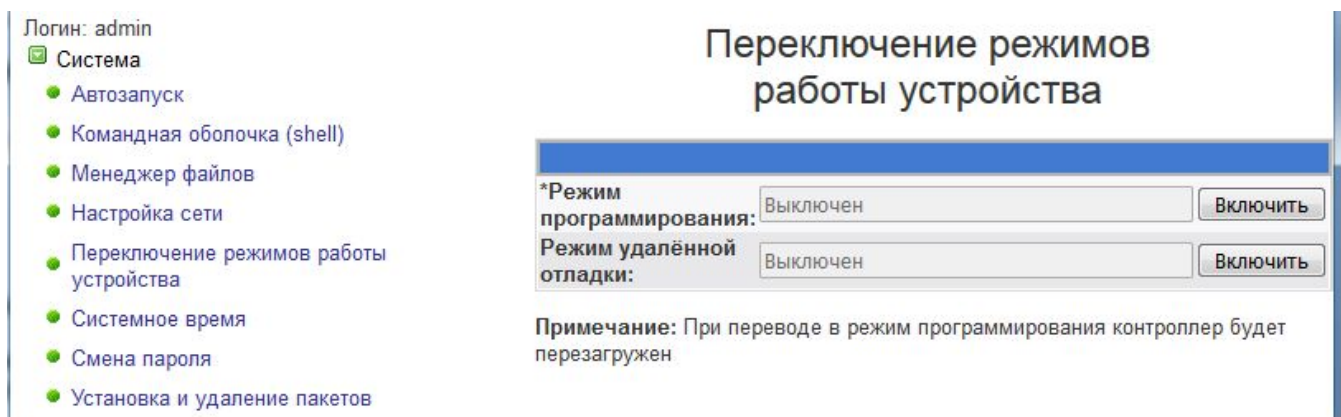 Логин: admin
Система
Автозапуск
Командная оболочка (shell)
Менеджер файлов
Настройка сети
Переключение режимов работы
устройства
Системное время
Смена пароля
Установка и удаление пакетов
Переключение режимов
работы устройства
*Режим
программирования:
Выключен
Включить
Режим удалённой
отладки:
Выключен
Включить
Примечание: При переводе в режим программирования контроллер будет
перезагружен